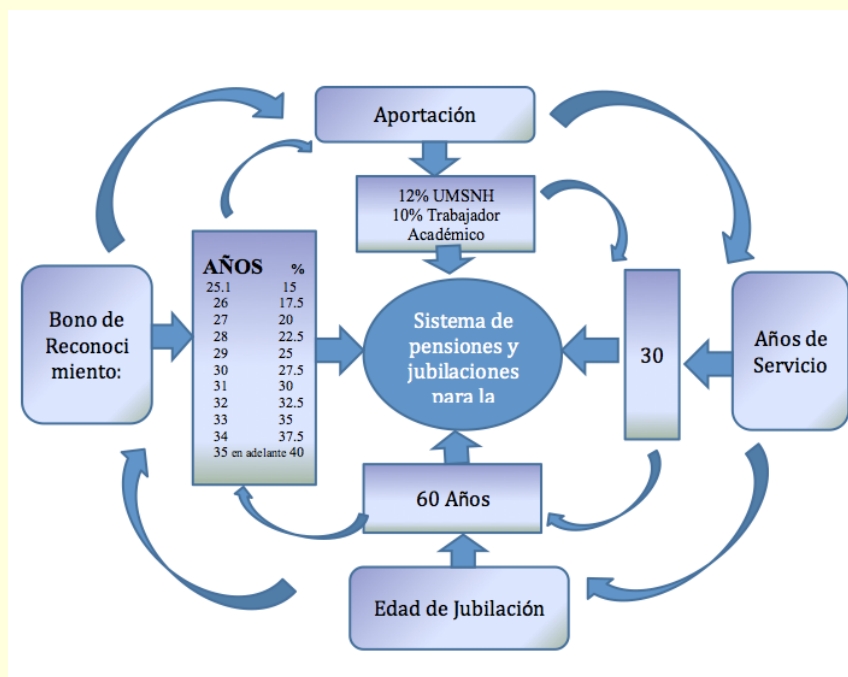 Aportación
12% UMSNH
10% Trabajador
Académico
Bono de
Reconoci
miento:
AÑOS %
25.1 15
26 17.5
27 20
28 22.5
29 25
30 27.5
31 30
32 32.5
33 35
34 37.5
35 en adelante 40
Sistema de
pensiones y
jubilaciones
para la
30
Años de
Servicio
60 Años
Edad de Jubilación